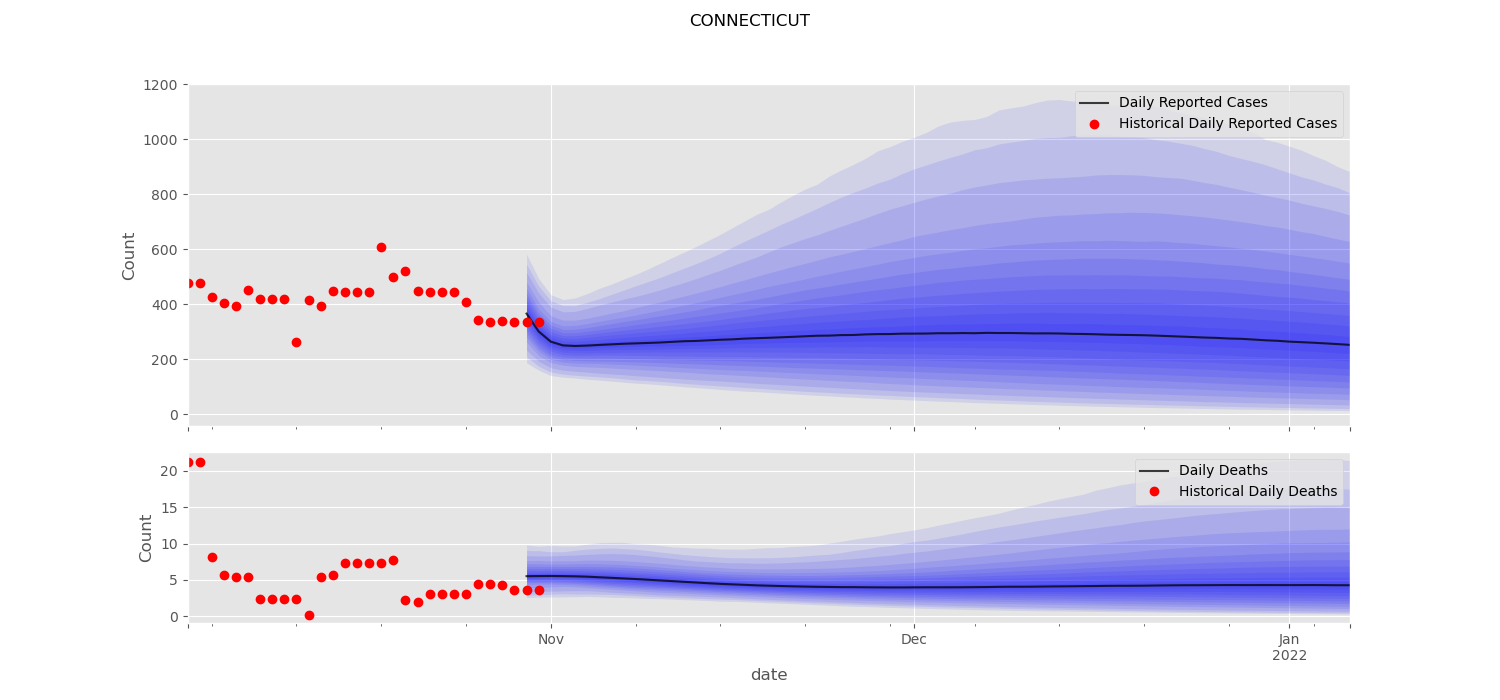 CONNECTICUT
1200
1000
800
600
400
200
0
Count
Daily Reported Cases
Historical Daily Reported Cases
20
15
10
5
0
Count
Daily Deaths
Historical Daily Deaths
Nov
Dec
Jan
2022
date